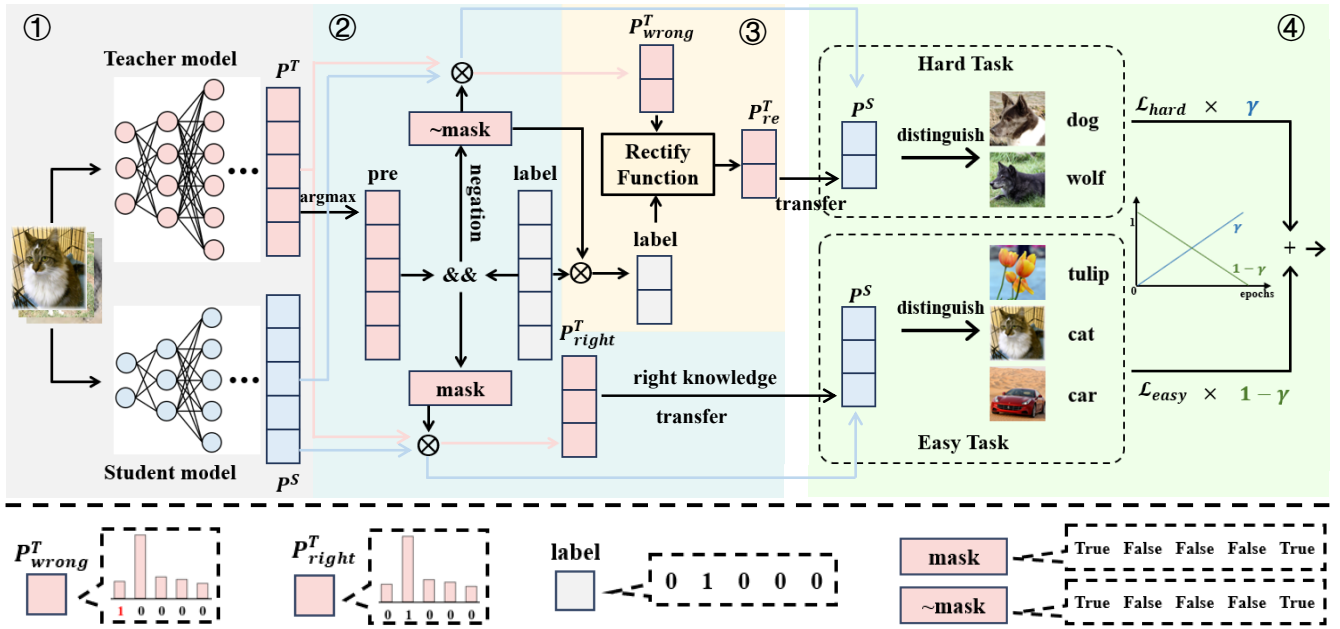 ① ② ③ ④
Teacher model
P^T
argmax
pre
~mask
negation
&&
mask
label
P^T_wrong
Rectify
Function
label
P^T_re
transfer
P^T_right
right knowledge
transfer
Student model
P^S
Hard Task
P^S
distinguish
dog
wolf
P^S
distinguish
tulip
cat
car
Easy Task
ℒ_hard × γ
1
γ
1 − γ
0
epochs
+
ℒ_easy × 1 − γ
P^T_wrong
1 0 0 0 0
P^T_right
0 1 0 0 0
label
0 1 0 0 0
mask
True False False False True
~mask
True False False False True